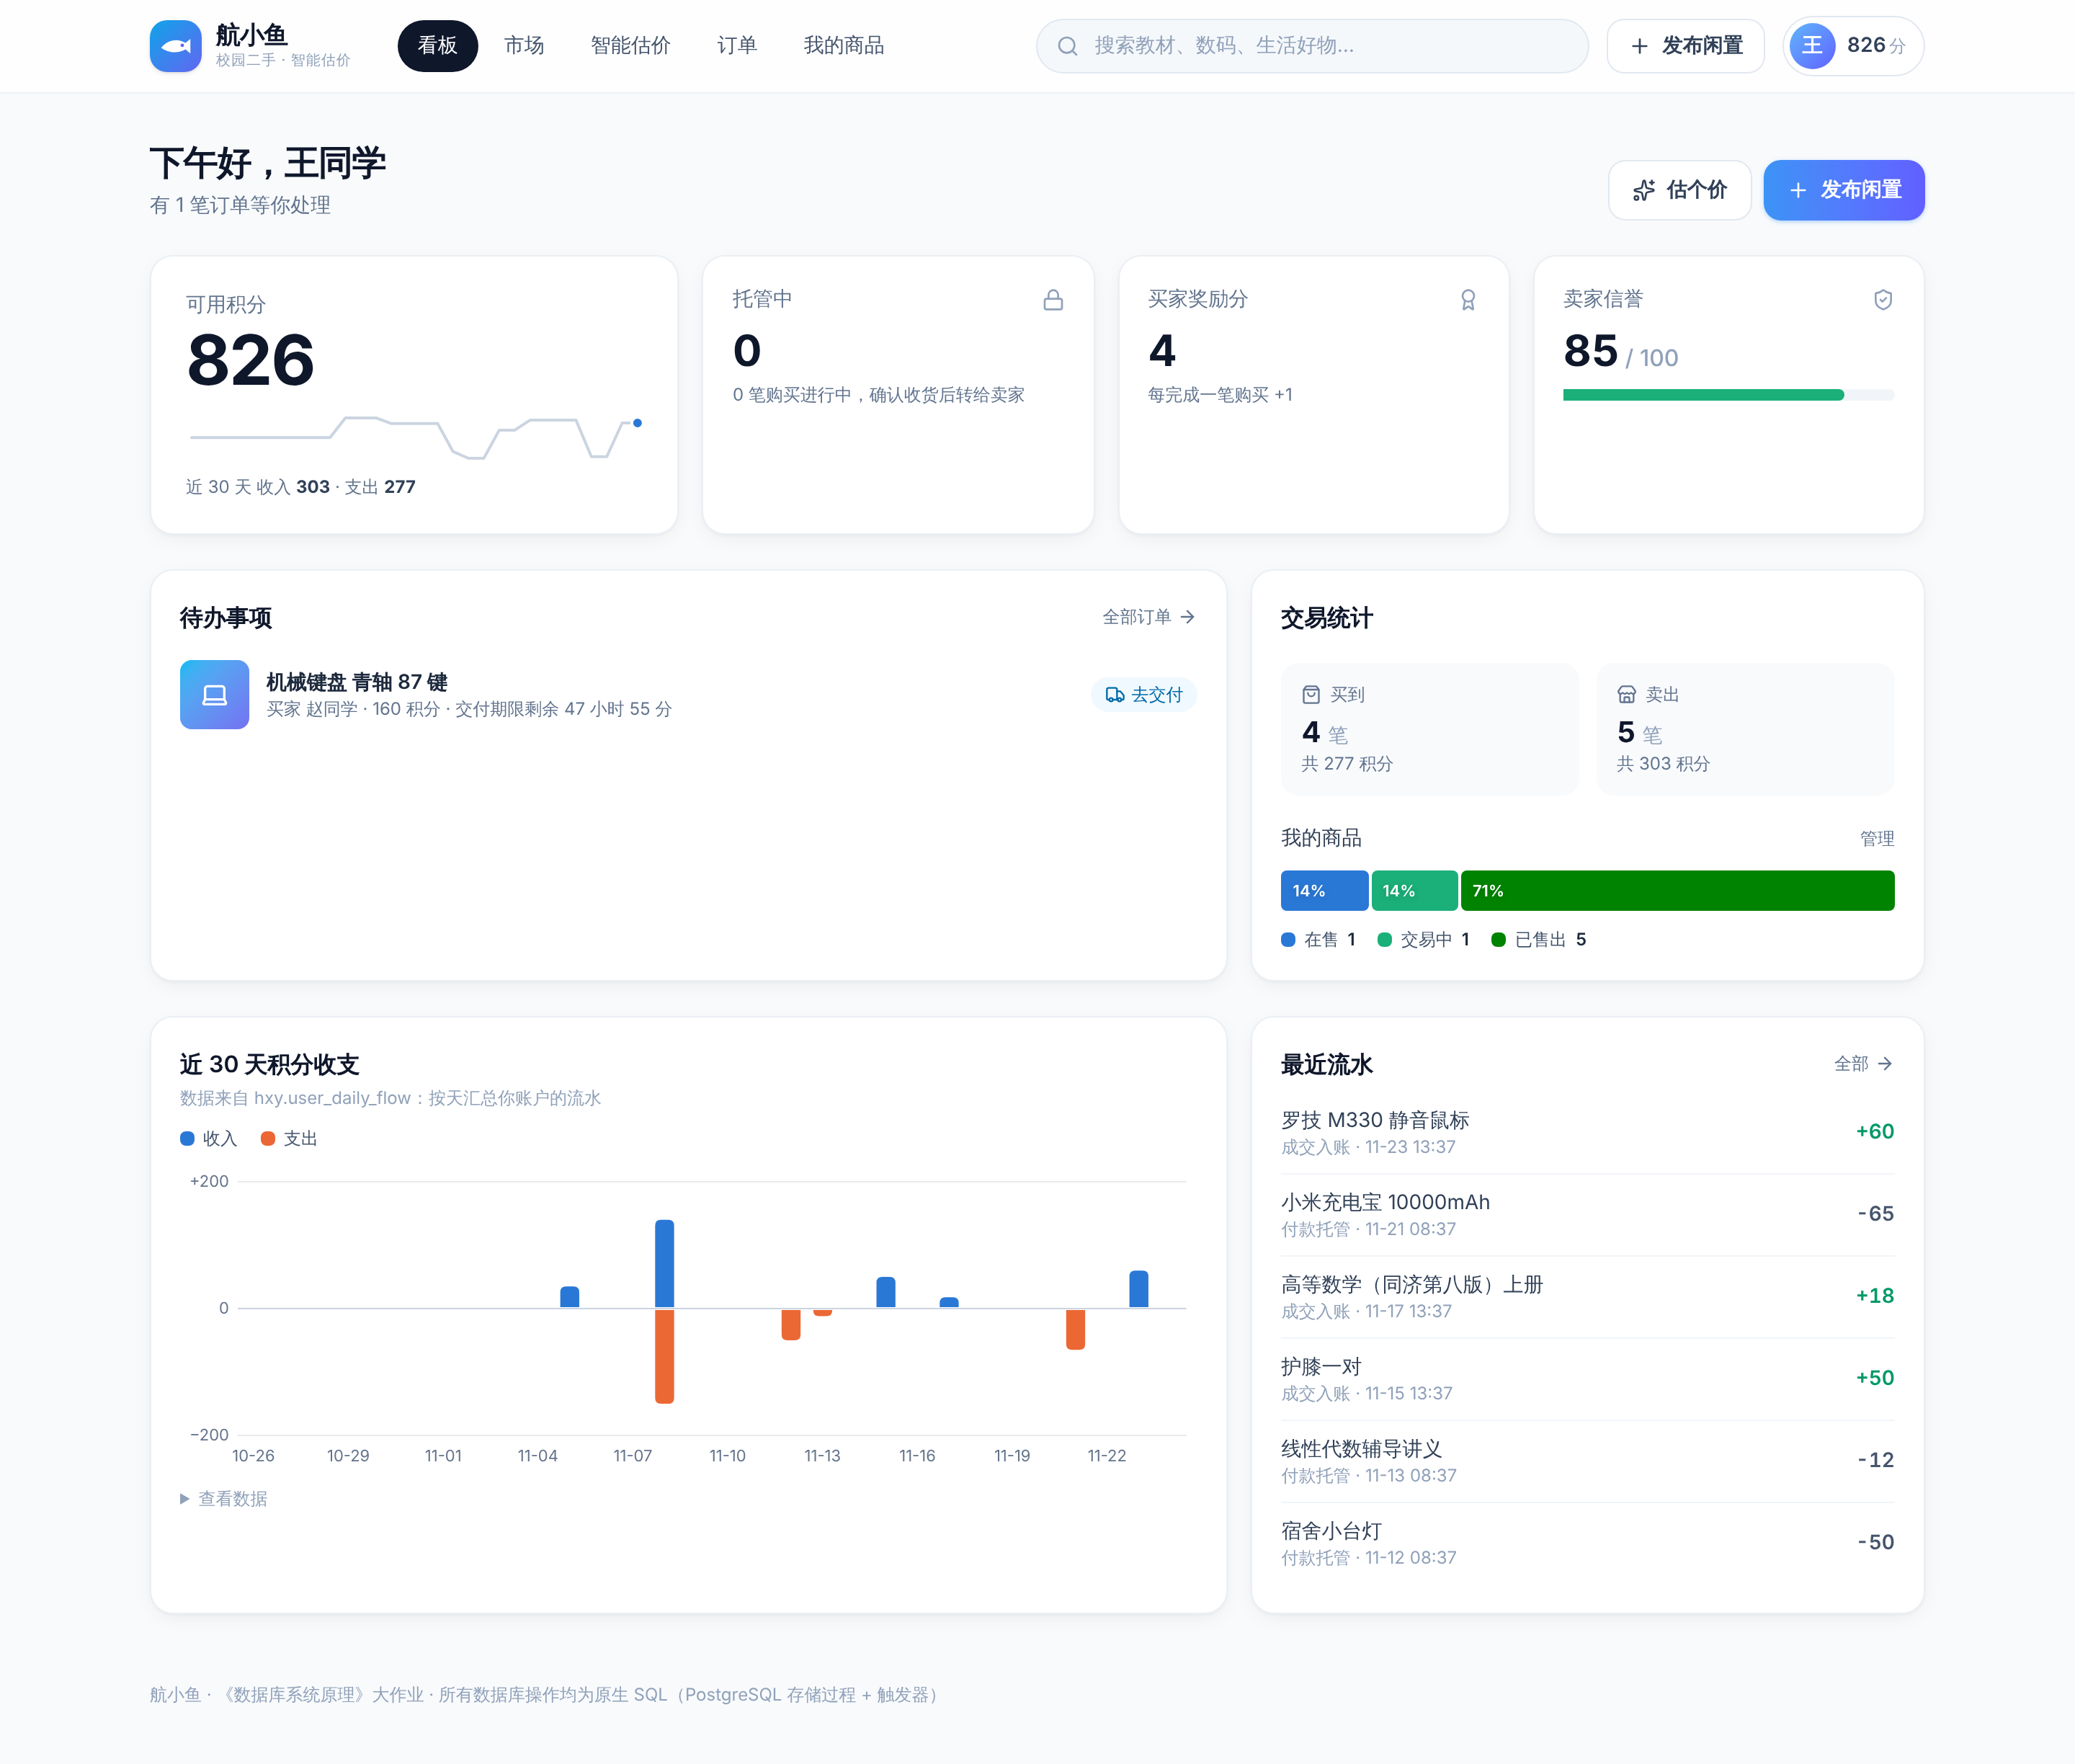 航小鱼
校园二手 · 智能估价
看板
市场
智能估价
订单
我的商品
搜索教材、数码、生活好物...
发布闲置
王
826 分
下午好，王同学
有 1 笔订单等你处理
估个价
发布闲置
可用积分
826
近 30 天 收入 303 · 支出 277
托管中
0
0 笔购买进行中，确认收货后转给卖家
买家奖励分
4
每完成一笔购买 +1
卖家信誉
85 / 100
待办事项
全部订单
机械键盘 青轴 87 键
买家 赵同学 · 160 积分 · 交付期限剩余 47 小时 55 分
去交付
交易统计
买到
4 笔
共 277 积分
卖出
5 笔
共 303 积分
我的商品
管理
14%
14%
71%
在售 1
交易中 1
已售出 5
近 30 天积分收支
数据来自 hxy.user_daily_flow：按天汇总你账户的流水
收入
支出
+200
0
−200
10-26
10-29
11-01
11-04
11-07
11-10
11-13
11-16
11-19
11-22
查看数据
最近流水
全部
罗技 M330 静音鼠标
成交入账 · 11-23 13:37
+60
小米充电宝 10000mAh
付款托管 · 11-21 08:37
-65
高等数学（同济第八版）上册
成交入账 · 11-17 13:37
+18
护膝一对
成交入账 · 11-15 13:37
+50
线性代数辅导讲义
付款托管 · 11-13 08:37
-12
宿舍小台灯
付款托管 · 11-12 08:37
-50
航小鱼 · 《数据库系统原理》大作业 · 所有数据库操作均为原生 SQL（PostgreSQL 存储过程 + 触发器）